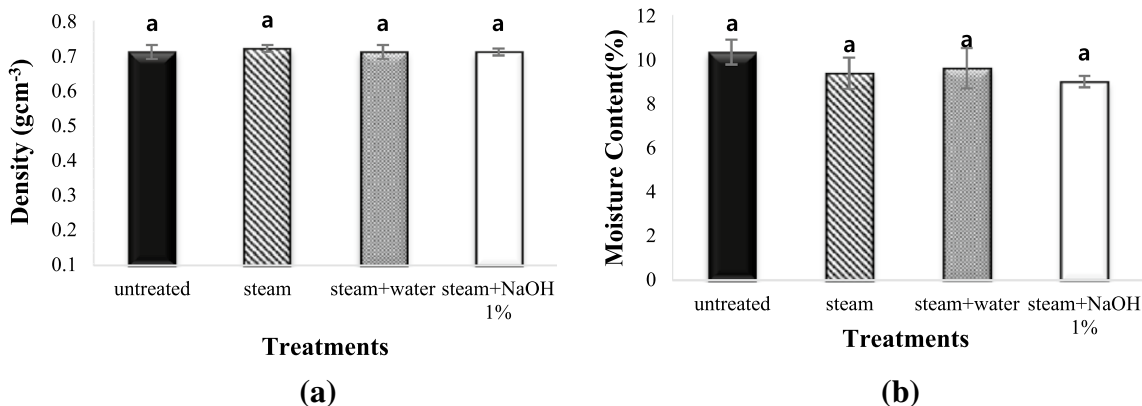 a a a a
0.8
0.7
0.6
0.5
0.4
0.3
0.2
0.1
Density (gcm-3)
untreated steam steam+water steam+NaOH
1%
Treatments
(a)
a a a a
12
10
8
6
4
2
0
Moisture Content(%)
untreated steam steam+water steam+NaOH
1%
Treatments
(b)